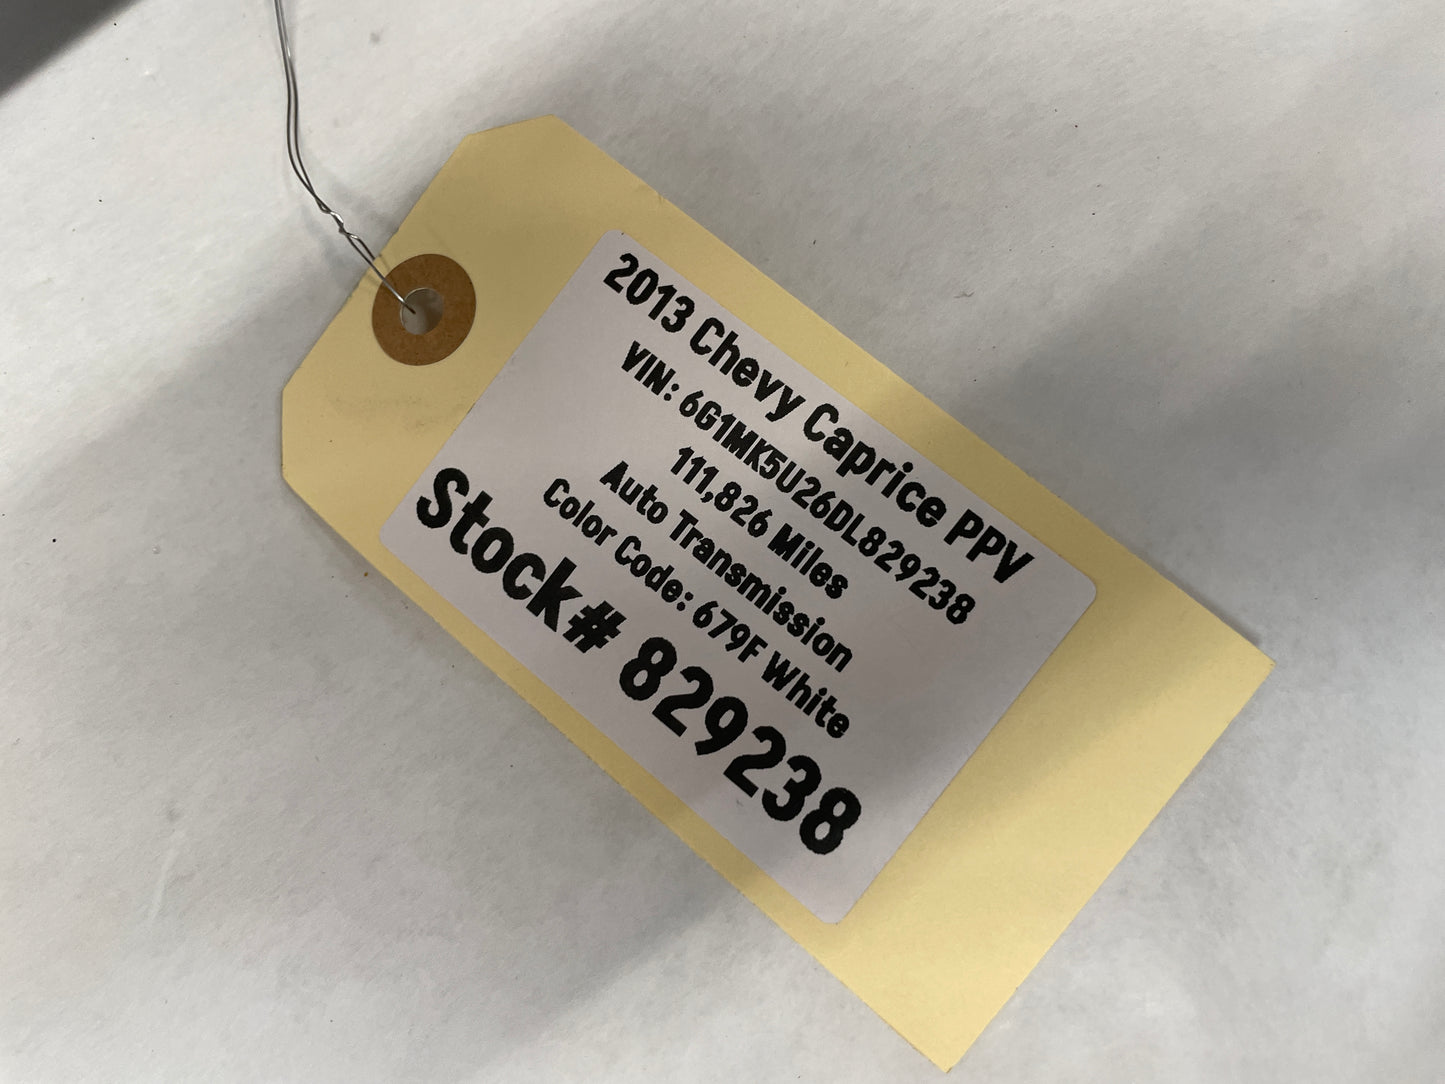 2013 Chevy Caprice PPV
VIN: 6G1MK5U26DL829238
111,826 Miles
Auto Transmission
Color Code: 679F White
Stock# 829238